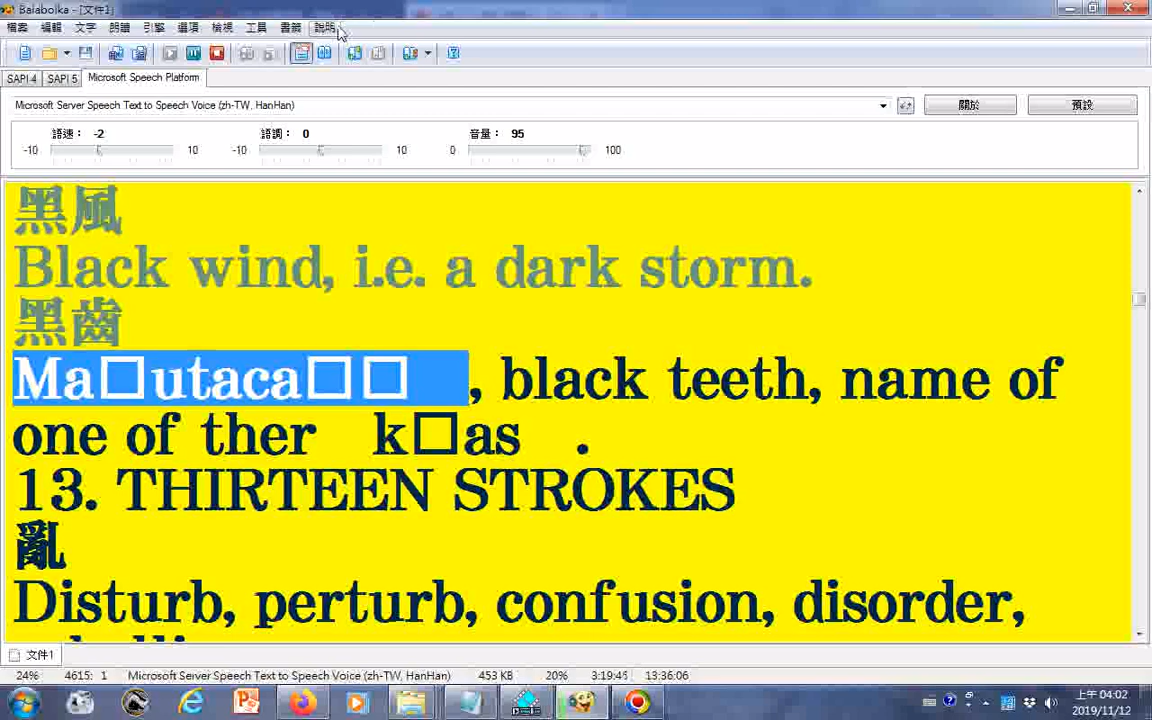 Balabolka - [文件1]
檔案 編輯 文字 朗讀 引擎 選項 檢視 工具 書籤 說明
SAPI 4 SAPI 5 Microsoft Speech Platform
Microsoft Server Speech Text to Speech Voice (zh-TW, HanHan) 關於 預設
語速： -2 語調： 0 音量： 95
-10 10 -10 10 0 100
黑風
Black wind, i.e. a dark storm.
黑齒
Ma□utaca□□ , black teeth, name of
one of ther k□as .
13. THIRTEEN STROKES
亂
Disturb, perturb, confusion, disorder,
文件1
24% 4615: 1 Microsoft Server Speech Text to Speech Voice (zh-TW, HanHan) 453 KB 20% 3:19:45 13:36:06
上午 04:02
2019/11/12